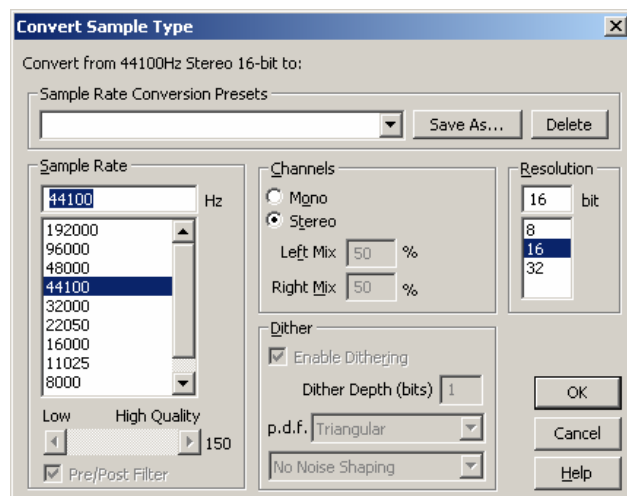 Convert Sample Type
Convert from 44100Hz Stereo 16-bit to:
Sample Rate Conversion Presets
Save As...
Delete
Sample Rate
44100 Hz
192000
96000
48000
44100
32000
22050
16000
11025
8000
Low High Quality
150
Pre/Post Filter
Channels
Mono
Stereo
Left Mix 50 %
Right Mix 50 %
Dither
Enable Dithering
Dither Depth (bits) 1
p.d.f. Triangular
No Noise Shaping
Resolution
16 bit
8
16
32
OK
Cancel
Help